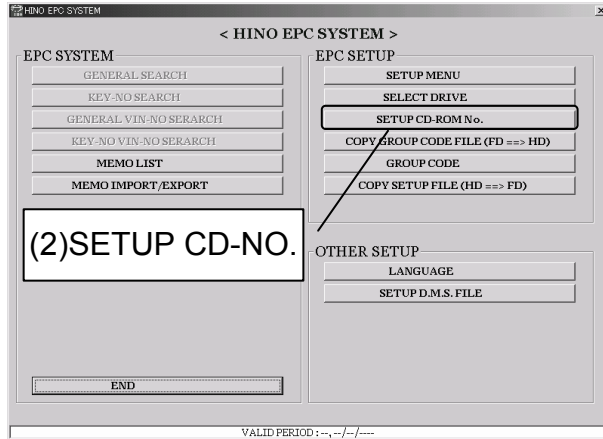 HINO EPC SYSTEM
< HINO EPC SYSTEM >
EPC SYSTEM
GENERAL SEARCH
KEY-NO SEARCH
GENERAL VIN-NO SERARCH
KEY-NO VIN-NO SERARCH
MEMO LIST
MEMO IMPORT/EXPORT
(2)SETUP CD-NO.
END
EPC SETUP
SETUP MENU
SELECT DRIVE
SETUP CD-ROM No.
COPY GROUP CODE FILE (FD ==> HD)
GROUP CODE
COPY SETUP FILE (HD ==> FD)
OTHER SETUP
LANGUAGE
SETUP D.M.S. FILE
VALID PERIOD : --, --/--/----